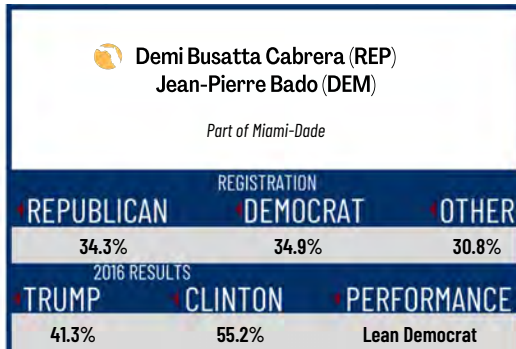 Demi Busatta Cabrera (REP)
Jean-Pierre Bado (DEM)
Part of Miami-Dade
REGISTRATION
REPUBLICAN DEMOCRAT OTHER
34.3% 34.9% 30.8%
2016 RESULTS
TRUMP CLINTON PERFORMANCE
41.3% 55.2% Lean Democrat